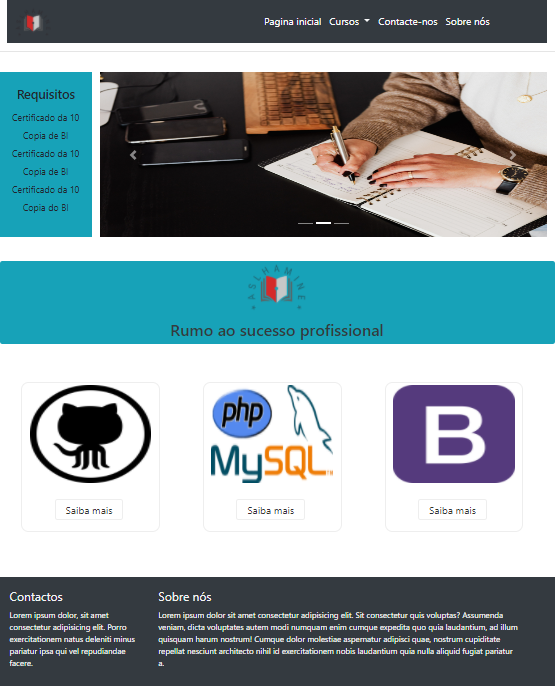 Pagina inicial Cursos Contacte-nos Sobre nós
Requisitos
Certificado da 10
Copia de BI
Certificado da 10
Copia de BI
Certificado da 10
Copia do BI
ASLHAMINE
Rumo ao sucesso profissional
php
MySQL
B
Saiba mais
Saiba mais
Saiba mais
Contactos
Lorem ipsum dolor, sit amet
consectetur adipisicing elit. Porro
exercitationem natus deleniti minus
pariatur ipsa qui vel repudiandae
facere.
Sobre nós
Lorem ipsum dolor sit amet consectetur adipisicing elit. Sit consectetur quis voluptas? Assumenda
veniam, dicta voluptates autem modi numquam enim cumque expedita quo quia laudantium, ad illum
quisquam harum nostrum! Cumque dolor molestiae aspernatur adipisci quae, nostrum cupiditate
repellat nesciunt architecto nihil id exercitationem nobis laudantium quia nulla aliquid fugiat pariatur
a.